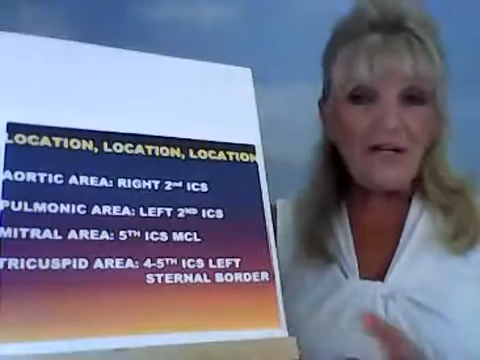 LOCATION, LOCATION, LOCATION
AORTIC AREA: RIGHT 2nd ICS
PULMONIC AREA: LEFT 2ND ICS
MITRAL AREA: 5TH ICS MCL
TRICUSPID AREA: 4-5TH ICS LEFT
STERNAL BORDER